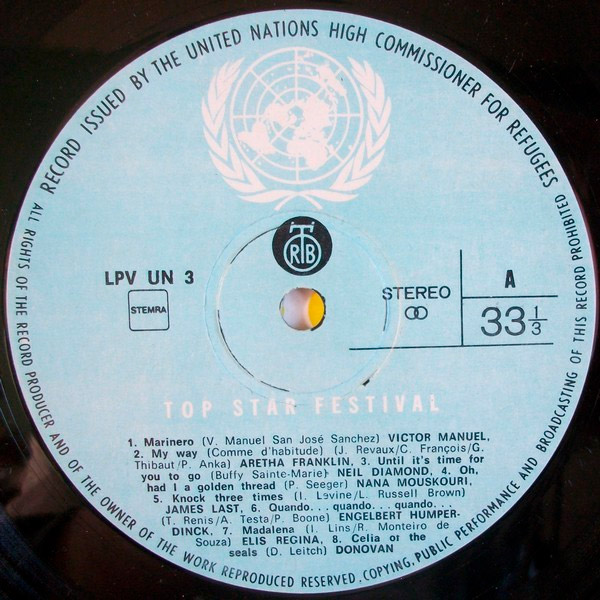 RECORD ISSUED BY THE UNITED NATIONS HIGH COMMISSIONER FOR REFUGEES
ALL RIGHTS OF THE RECORD PRODUCER AND OF THE OWNER OF THE WORK REPRODUCED RESERVED. COPYING, PUBLIC PERFORMANCE AND BROADCASTING OF THIS RECORD PROHIBITED
RTB
LPV UN 3
STEMRA
STEREO
A
33 1/3
TOP STAR FESTIVAL
1. Marinero (V. Manuel San José Sanchez) VICTOR MANUEL,
2. My way (Comme d'habitude) (J. Revaux/C. François/G.
Thibaut/P. Anka) ARETHA FRANKLIN, 3. Until it's time for
you to go (Buffy Sainte-Marie) NEIL DIAMOND, 4. Oh,
had I a golden thread (P. Seeger) NANA MOUSKOURI,
5. Knock three times (I. Levine/L. Russell Brown)
JAMES LAST, 6. Quando... quando... quando...
(T. Renis/A. Testa/P. Boone) ENGELBERT HUMPER-
DINCK, 7. Madalena (I. Lins/R. Monteiro de
Souza) ELIS REGINA, 8. Celia of the
seals (D. Leitch) DONOVAN